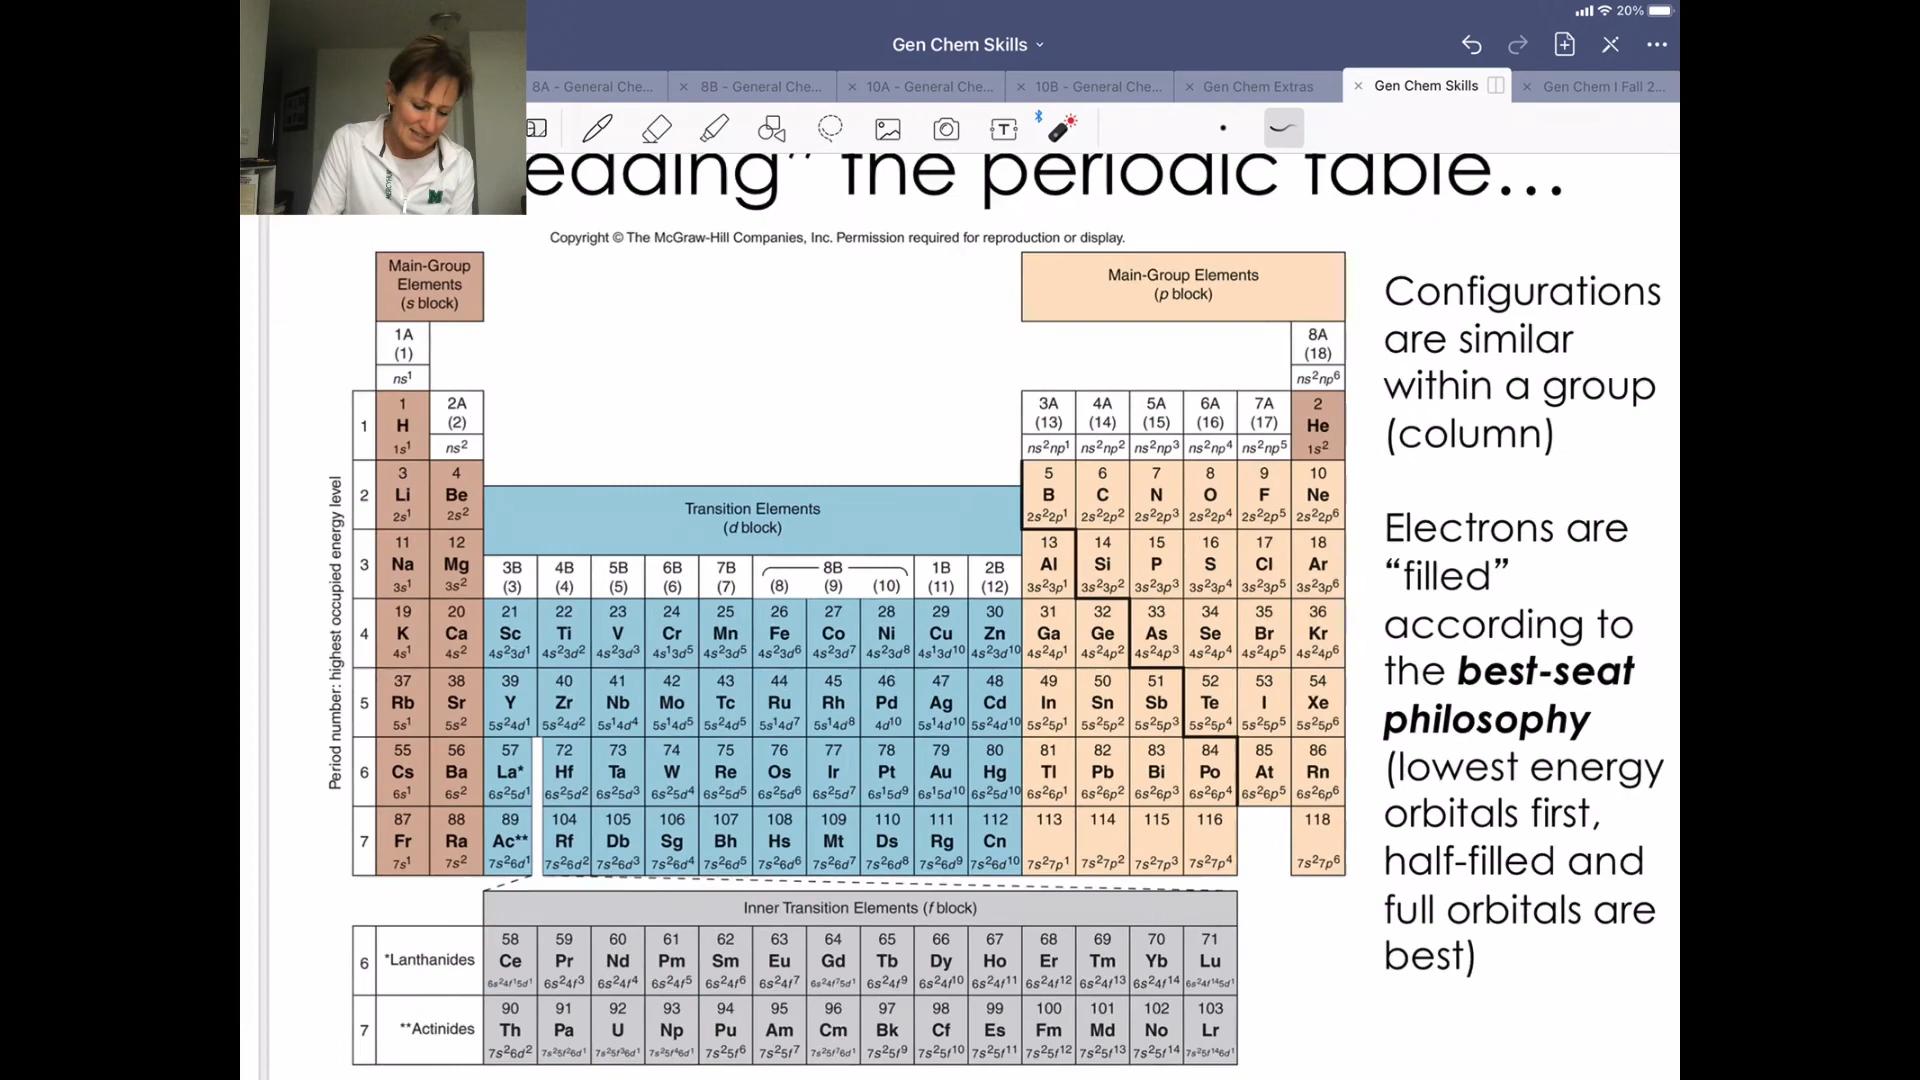 20%
Gen Chem Skills
8A - General Che...
8B - General Che...
10A - General Che...
10B - General Che...
Gen Chem Extras
Gen Chem Skills
Gen Chem I Fall 2...
eading” the periodic table...
Copyright © The McGraw-Hill Companies, Inc. Permission required for reproduction or display.
Main-Group Elements (s block)
Main-Group Elements (p block)
1A (1) ns¹
8A (18) ns²np⁶
2A (2) ns²
3A (13) ns²np¹
4A (14) ns²np²
5A (15) ns²np³
6A (16) ns²np⁴
7A (17) ns²np⁵
Period number: highest occupied energy level
1
1 H 1s¹
2 He 1s²
2
3 Li 2s¹
4 Be 2s²
5 B 2s²2p¹
6 C 2s²2p²
7 N 2s²2p³
8 O 2s²2p⁴
9 F 2s²2p⁵
10 Ne 2s²2p⁶
Transition Elements
(d block)
3
11 Na 3s¹
12 Mg 3s²
3B (3)
4B (4)
5B (5)
6B (6)
7B (7)
8B
(8) (9) (10)
1B (11)
2B (12)
13 Al 3s²3p¹
14 Si 3s²3p²
15 P 3s²3p³
16 S 3s²3p⁴
17 Cl 3s²3p⁵
18 Ar 3s²3p⁶
4
19 K 4s¹
20 Ca 4s²
21 Sc 4s²3d¹
22 Ti 4s²3d²
23 V 4s²3d³
24 Cr 4s¹3d⁵
25 Mn 4s²3d⁵
26 Fe 4s²3d⁶
27 Co 4s²3d⁷
28 Ni 4s²3d⁸
29 Cu 4s¹3d¹⁰
30 Zn 4s²3d¹⁰
31 Ga 4s²4p¹
32 Ge 4s²4p²
33 As 4s²4p³
34 Se 4s²4p⁴
35 Br 4s²4p⁵
36 Kr 4s²4p⁶
5
37 Rb 5s¹
38 Sr 5s²
39 Y 5s²4d¹
40 Zr 5s²4d²
41 Nb 5s¹4d⁴
42 Mo 5s¹4d⁵
43 Tc 5s²4d⁵
44 Ru 5s¹4d⁷
45 Rh 5s¹4d⁸
46 Pd 4d¹⁰
47 Ag 5s¹4d¹⁰
48 Cd 5s²4d¹⁰
49 In 5s²5p¹
50 Sn 5s²5p²
51 Sb 5s²5p³
52 Te 5s²5p⁴
53 I 5s²5p⁵
54 Xe 5s²5p⁶
6
55 Cs 6s¹
56 Ba 6s²
57 La* 6s²5d¹
72 Hf 6s²5d²
73 Ta 6s²5d³
74 W 6s²5d⁴
75 Re 6s²5d⁵
76 Os 6s²5d⁶
77 Ir 6s²5d⁷
78 Pt 6s¹5d⁹
79 Au 6s¹5d¹⁰
80 Hg 6s²5d¹⁰
81 Tl 6s²6p¹
82 Pb 6s²6p²
83 Bi 6s²6p³
84 Po 6s²6p⁴
85 At 6s²6p⁵
86 Rn 6s²6p⁶
7
87 Fr 7s¹
88 Ra 7s²
89 Ac** 7s²6d¹
104 Rf 7s²6d²
105 Db 7s²6d³
106 Sg 7s²6d⁴
107 Bh 7s²6d⁵
108 Hs 7s²6d⁶
109 Mt 7s²6d⁷
110 Ds 7s²6d⁸
111 Rg 7s²6d⁹
112 Cn 7s²6d¹⁰
113 7s²7p¹
114 7s²7p²
115 7s²7p³
116 7s²7p⁴
118 7s²7p⁶
Inner Transition Elements (f block)
6
*Lanthanides
58 Ce 6s²4f¹5d¹
59 Pr 6s²4f³
60 Nd 6s²4f⁴
61 Pm 6s²4f⁵
62 Sm 6s²4f⁶
63 Eu 6s²4f⁷
64 Gd 6s²4f⁷5d¹
65 Tb 6s²4f⁹
66 Dy 6s²4f¹⁰
67 Ho 6s²4f¹¹
68 Er 6s²4f¹²
69 Tm 6s²4f¹³
70 Yb 6s²4f¹⁴
71 Lu 6s²4f¹⁴5d¹
7
**Actinides
90 Th 7s²6d²
91 Pa 7s²5f²6d¹
92 U 7s²5f³6d¹
93 Np 7s²5f⁴6d¹
94 Pu 7s²5f⁶
95 Am 7s²5f⁷
96 Cm 7s²5f⁷6d¹
97 Bk 7s²5f⁹
98 Cf 7s²5f¹⁰
99 Es 7s²5f¹¹
100 Fm 7s²5f¹²
101 Md 7s²5f¹³
102 No 7s²5f¹⁴
103 Lr 7s²5f¹⁴6d¹
Configurations
are similar
within a group
(column)
Electrons are
“filled”
according to
the best-seat
philosophy
(lowest energy
orbitals first,
half-filled and
full orbitals are
best)
M